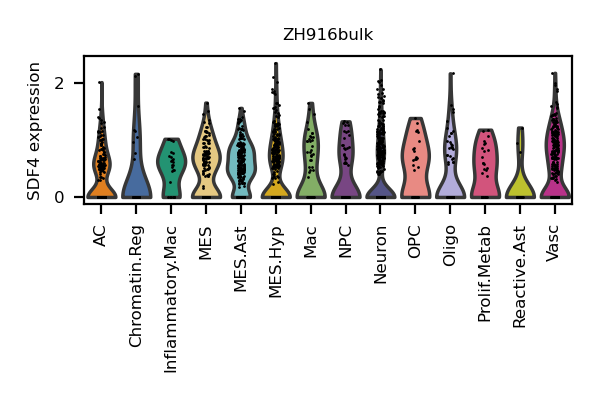 ZH916bulk
SDF4 expression
2
0
AC
Chromatin.Reg
Inflammatory.Mac
MES
MES.Ast
MES.Hyp
Mac
NPC
Neuron
OPC
Oligo
Prolif.Metab
Reactive.Ast
Vasc